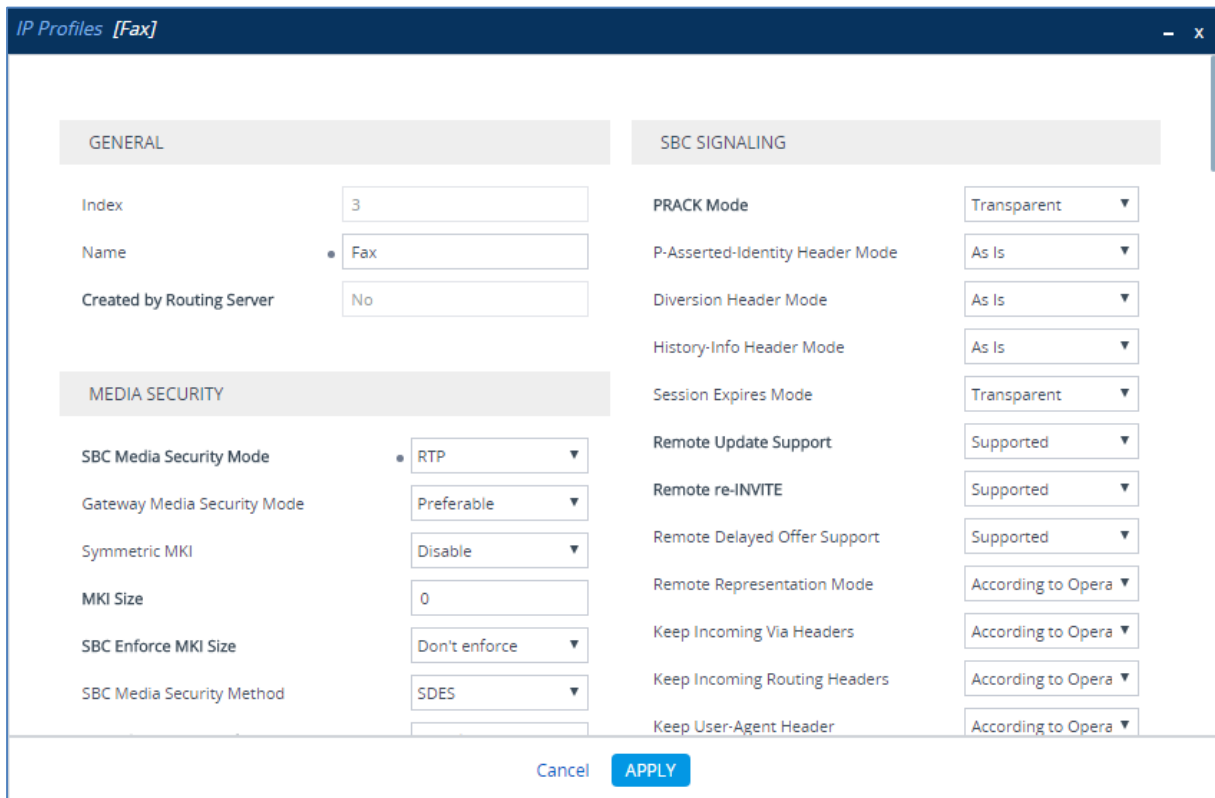 IP Profiles [Fax]
– x
GENERAL
Index 3
Name Fax
Created by Routing Server No
MEDIA SECURITY
SBC Media Security Mode RTP
Gateway Media Security Mode Preferable
Symmetric MKI Disable
MKI Size 0
SBC Enforce MKI Size Don't enforce
SBC Media Security Method SDES
SBC SIGNALING
PRACK Mode Transparent
P-Asserted-Identity Header Mode As Is
Diversion Header Mode As Is
History-Info Header Mode As Is
Session Expires Mode Transparent
Remote Update Support Supported
Remote re-INVITE Supported
Remote Delayed Offer Support Supported
Remote Representation Mode According to Opera
Keep Incoming Via Headers According to Opera
Keep Incoming Routing Headers According to Opera
Keep User-Agent Header According to Opera
Cancel APPLY